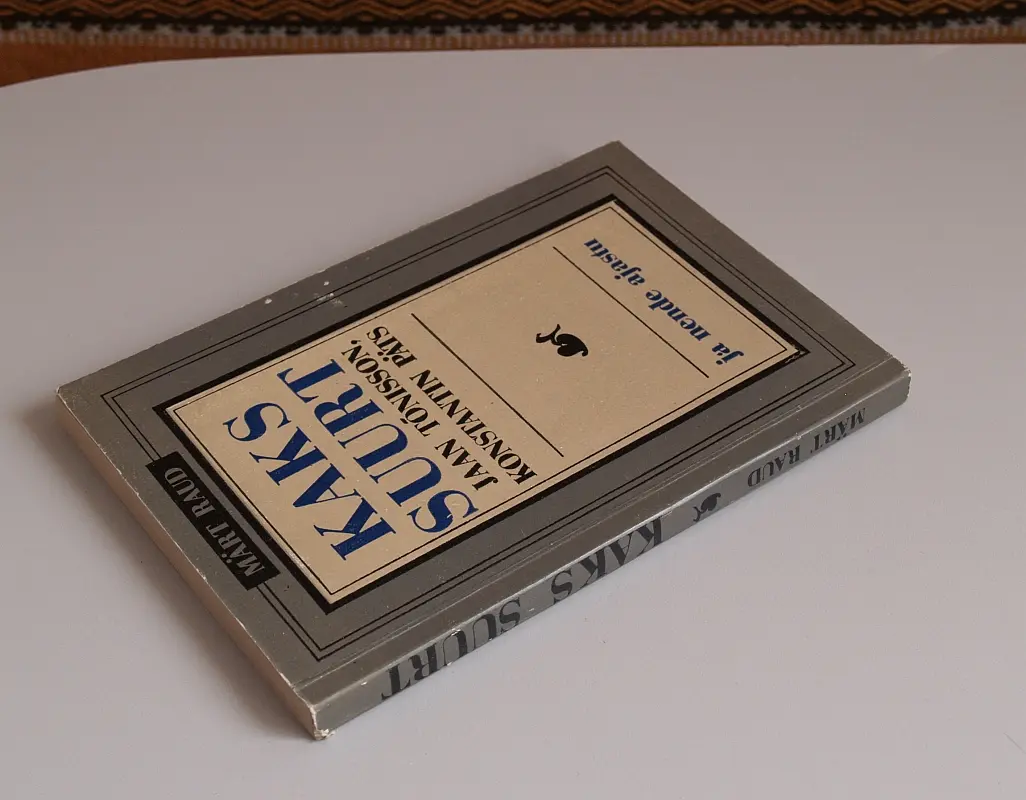 MÄRT RAUD
KAKS
SUURT
JAAN TÕNISSON,
KONSTANTIN PÄTS
ja nende ajastu
MÄRT RAUD KAKS SUURT